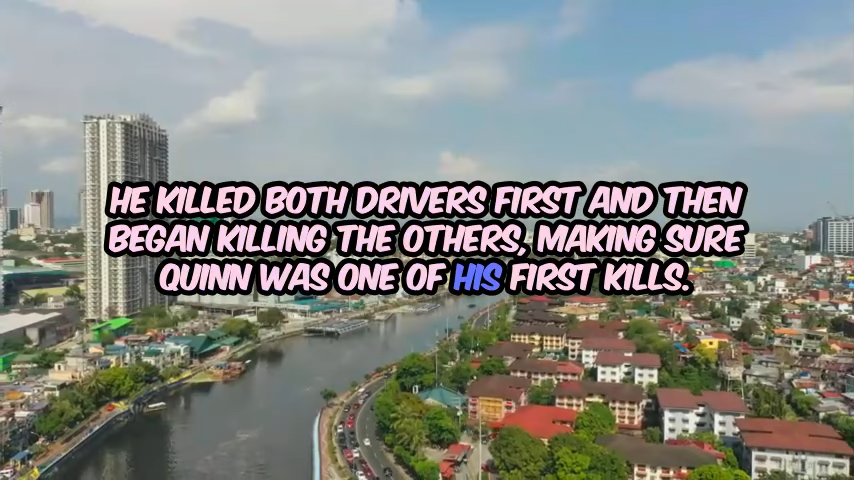 HE KILLED BOTH DRIVERS FIRST AND THEN
BEGAN KILLING THE OTHERS, MAKING SURE
QUINN WAS ONE OF HIS FIRST KILLS.